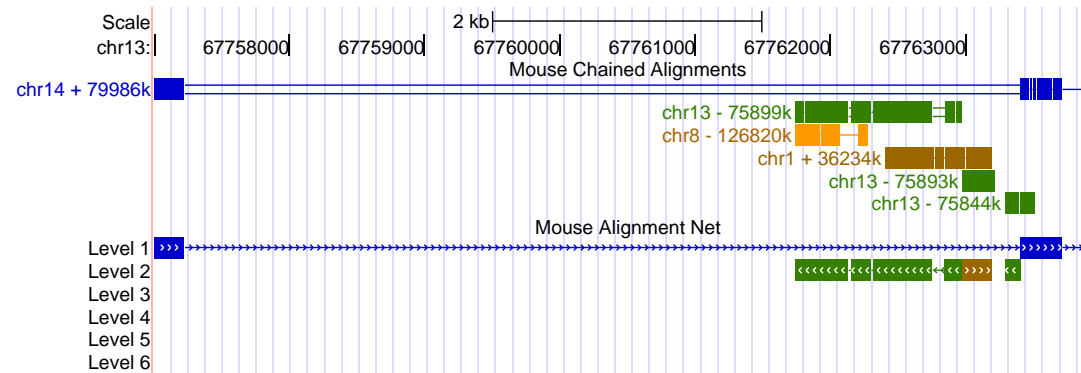 Scale 2 kb
chr13: 67758000 67759000 67760000 67761000 67762000 67763000
Mouse Chained Alignments
chr14 + 79986k
chr13 - 75899k
chr8 - 126820k
chr1 + 36234k
chr13 - 75893k
chr13 - 75844k
Mouse Alignment Net
Level 1
Level 2
Level 3
Level 4
Level 5
Level 6